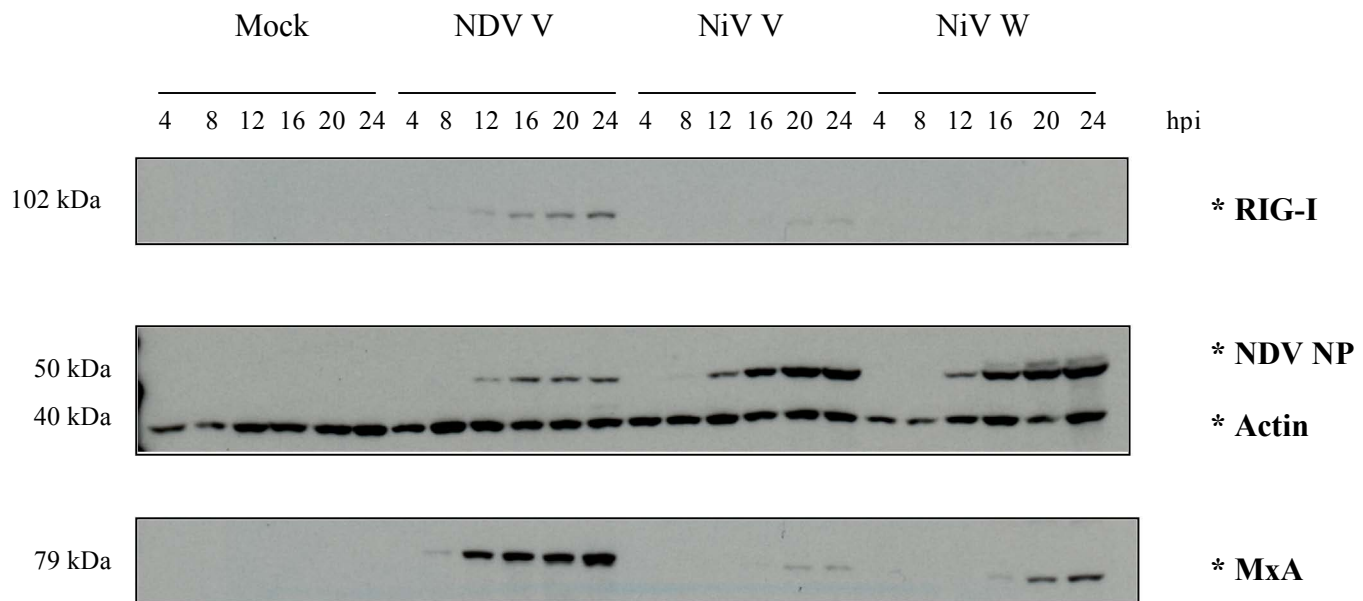 Mock NDV V NiV V NiV W
4 8 12 16 20 24 4 8 12 16 20 24 4 8 12 16 20 24 4 8 12 16 20 24 hpi
102 kDa * RIG-I
50 kDa * NDV NP
40 kDa * Actin
79 kDa * MxA